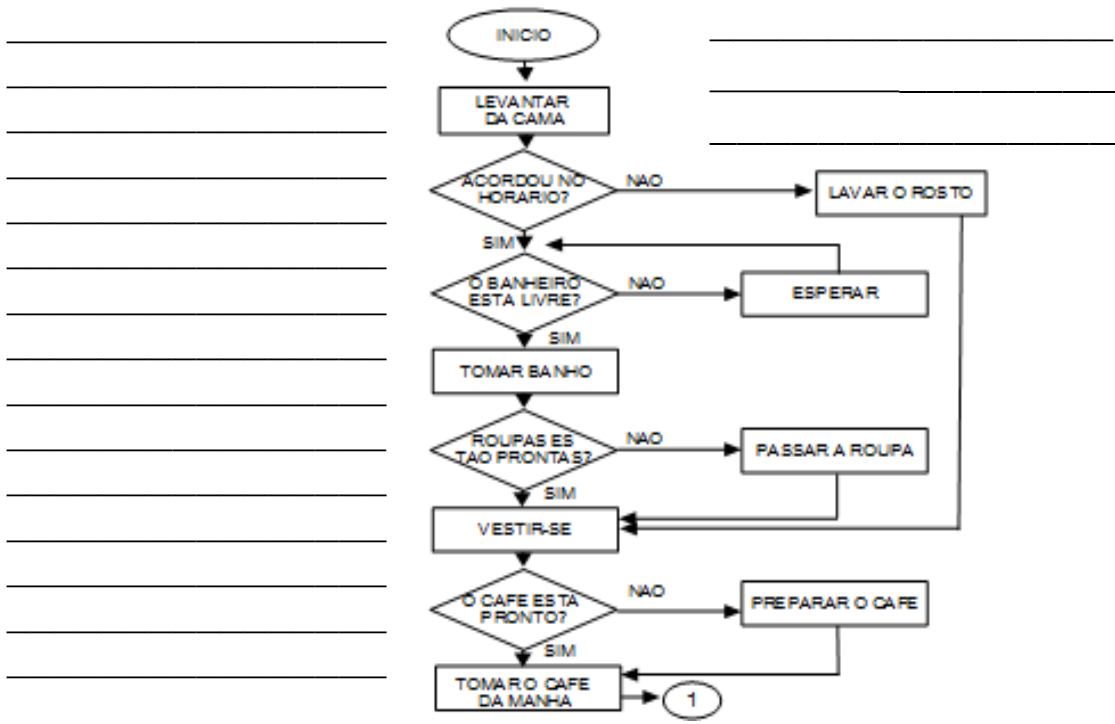 INICIO
LEVANTAR
DA CAMA
ACORDOU NO
HORARIO?
NAO
LAVAR O ROSTO
SIM
O BANHEIRO
ESTA LIVRE?
NAO
ESPERAR
SIM
TOMAR BANHO
ROUPAS ES
TAO PRONTAS?
NAO
PASSAR A ROUPA
SIM
VESTIR-SE
O CAFE ESTA
PRONTO?
NAO
PREPARAR O CAFE
SIM
TOMAR O CAFE
DA MANHA
1